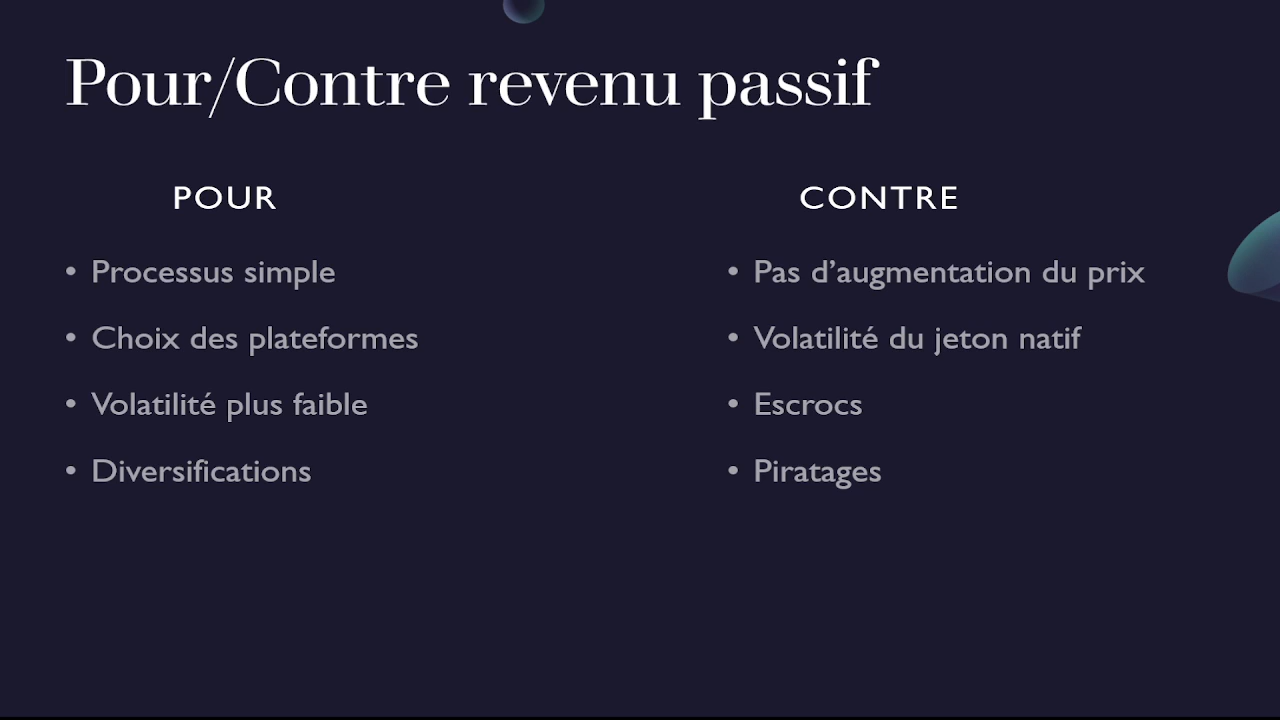 Pour/Contre revenu passif
POUR
• Processus simple
• Choix des plateformes
• Volatilité plus faible
• Diversifications
CONTRE
• Pas d’augmentation du prix
• Volatilité du jeton natif
• Escrocs
• Piratages